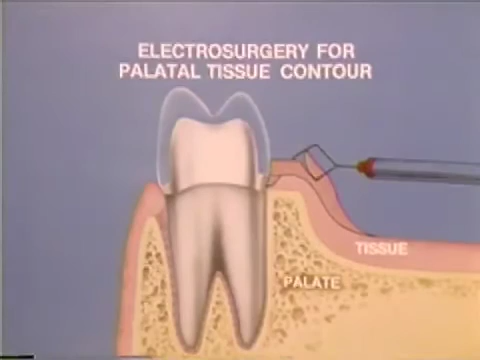 ELECTROSURGERY FOR
PALATAL TISSUE CONTOUR
TISSUE
PALATE